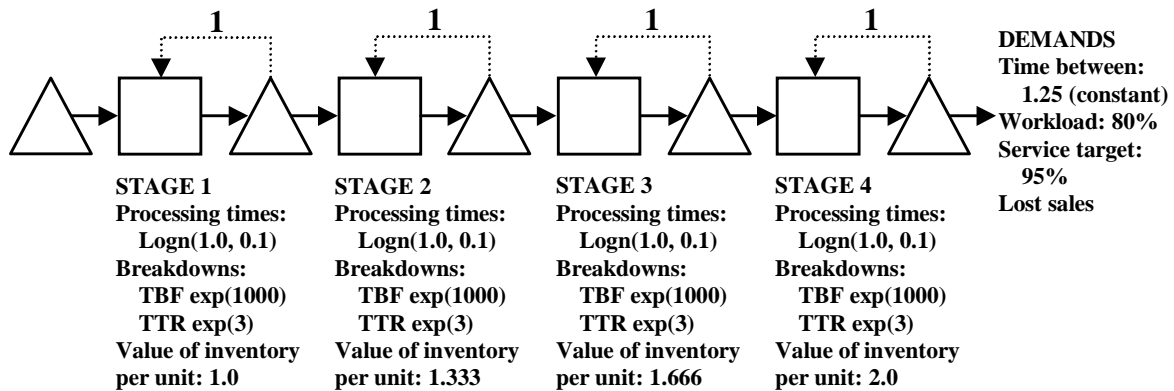 1
1
1
1
DEMANDS
Time between:
1.25 (constant)
Workload: 80%
Service target:
95%
Lost sales
STAGE 1
Processing times:
Logn(1.0, 0.1)
Breakdowns:
TBF exp(1000)
TTR exp(3)
Value of inventory
per unit: 1.0
STAGE 2
Processing times:
Logn(1.0, 0.1)
Breakdowns:
TBF exp(1000)
TTR exp(3)
Value of inventory
per unit: 1.333
STAGE 3
Processing times:
Logn(1.0, 0.1)
Breakdowns:
TBF exp(1000)
TTR exp(3)
Value of inventory
per unit: 1.666
STAGE 4
Processing times:
Logn(1.0, 0.1)
Breakdowns:
TBF exp(1000)
TTR exp(3)
Value of inventory
per unit: 2.0